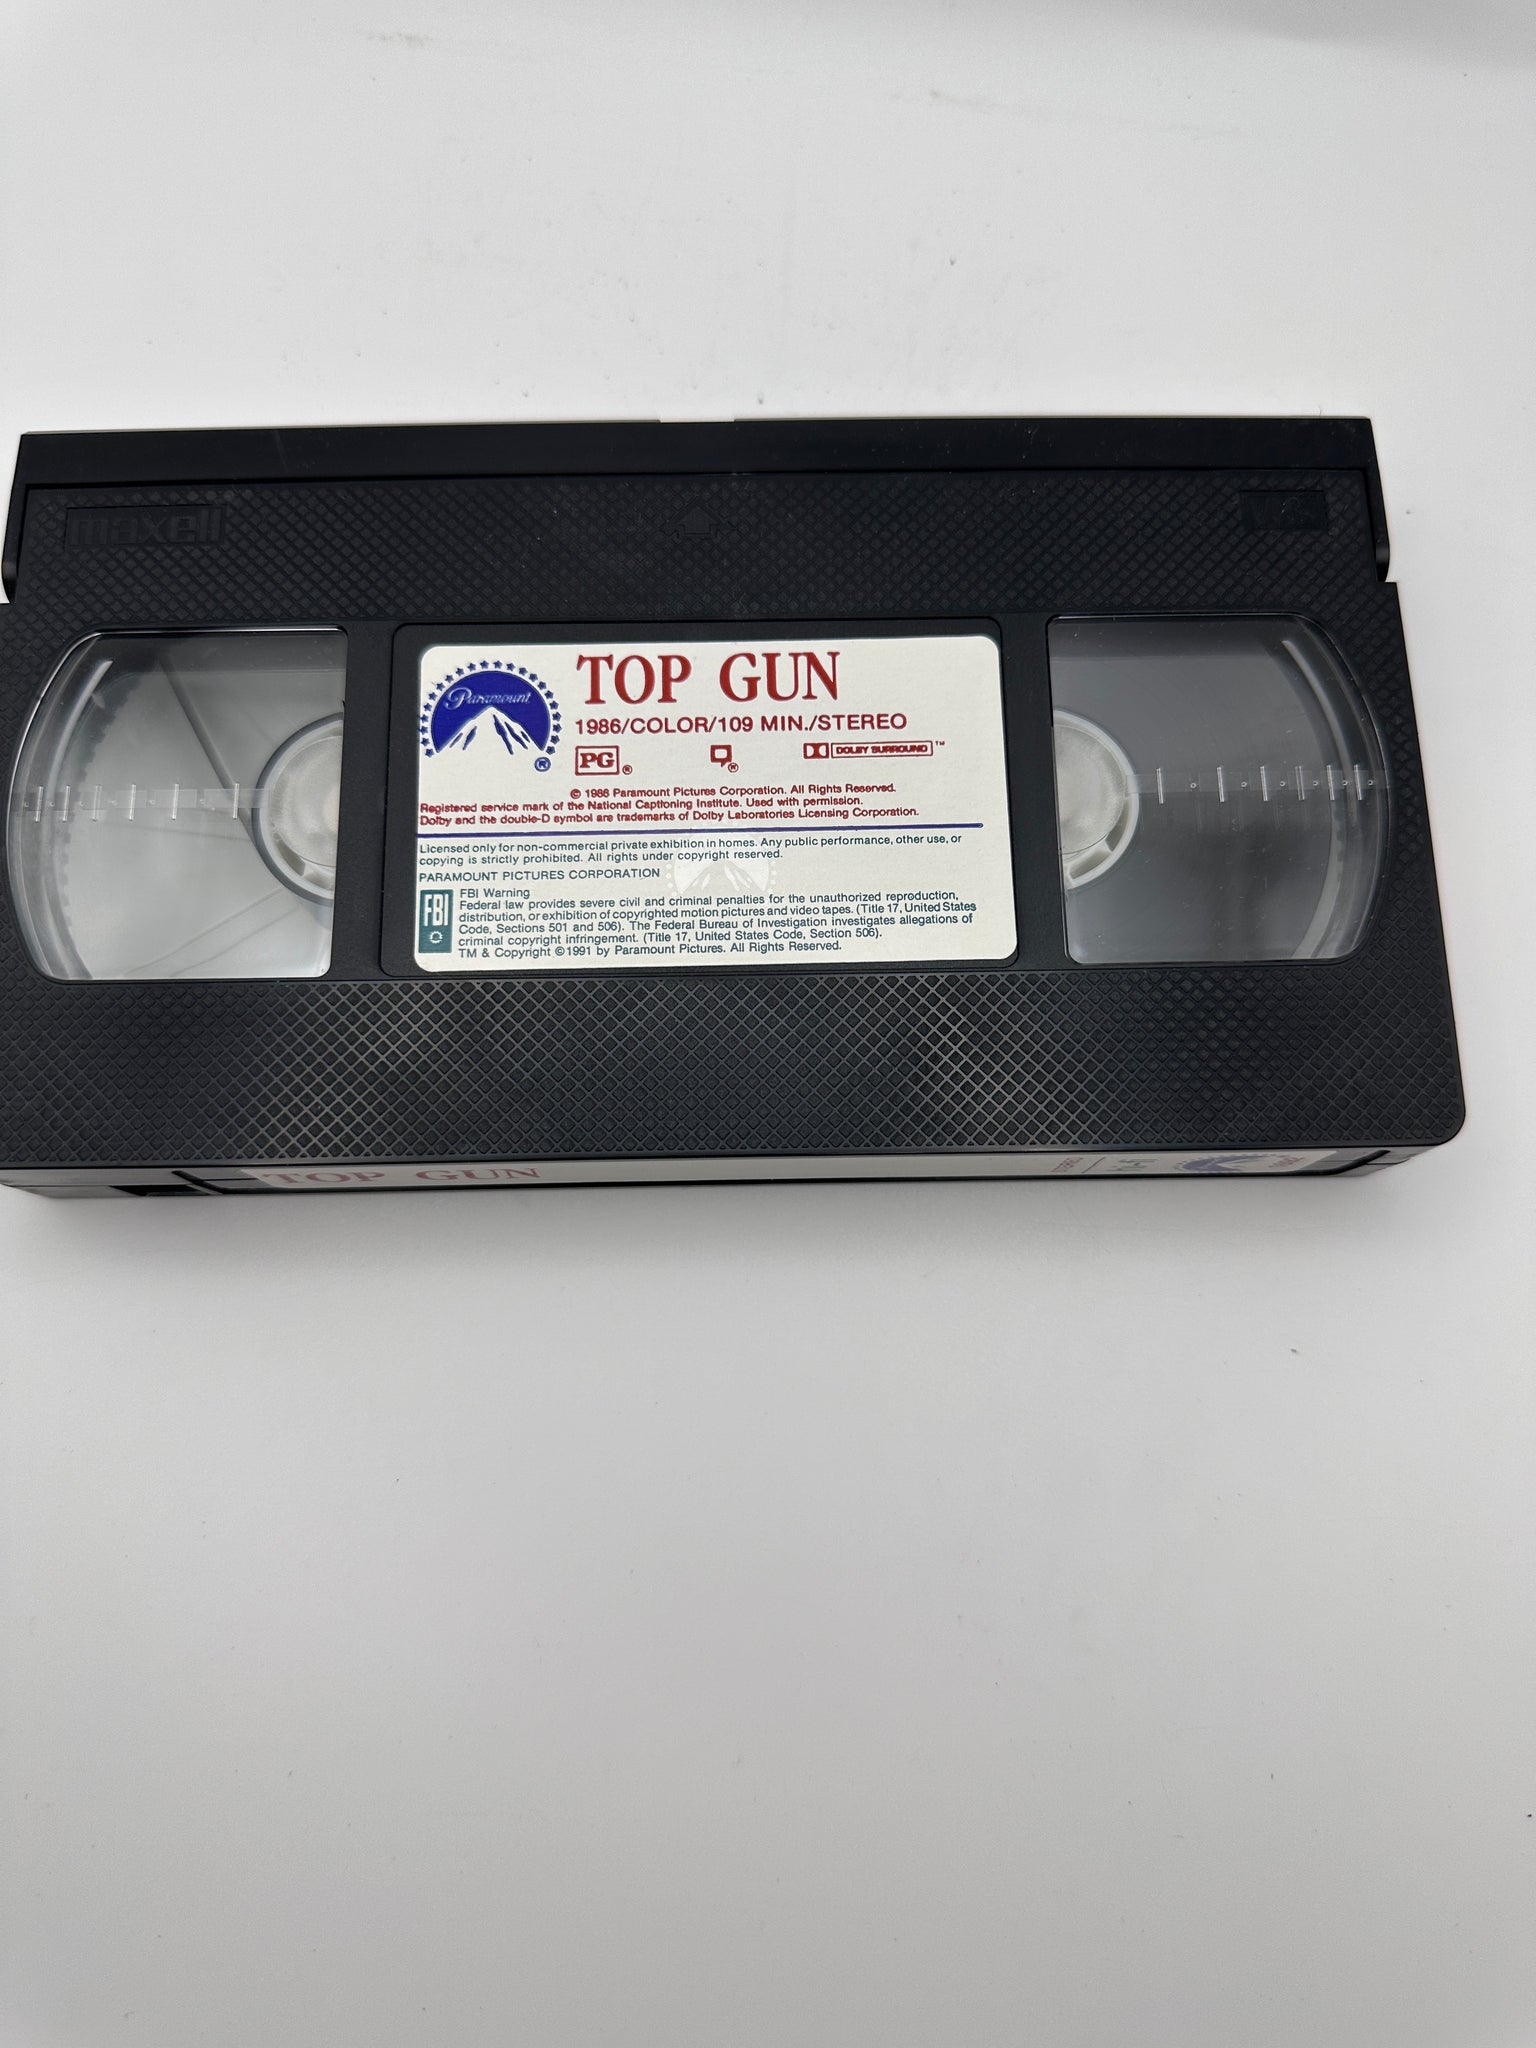 maxell
VHS
Paramount
®
TOP GUN
1986/COLOR/109 MIN./STEREO
PG ® ® DOLBY SURROUND ™
© 1986 Paramount Pictures Corporation. All Rights Reserved.
Registered service mark of the National Captioning Institute. Used with permission.
Dolby and the double-D symbol are trademarks of Dolby Laboratories Licensing Corporation.
Licensed only for non-commercial private exhibition in homes. Any public performance, other use, or
copying is strictly prohibited. All rights under copyright reserved.
PARAMOUNT PICTURES CORPORATION
FBI
FBI Warning
Federal law provides severe civil and criminal penalties for the unauthorized reproduction,
distribution, or exhibition of copyrighted motion pictures and video tapes. (Title 17, United States
Code, Sections 501 and 506). The Federal Bureau of Investigation investigates allegations of
criminal copyright infringement. (Title 17, United States Code, Section 506).
TM & Copyright ©1991 by Paramount Pictures. All Rights Reserved.
TOP GUN